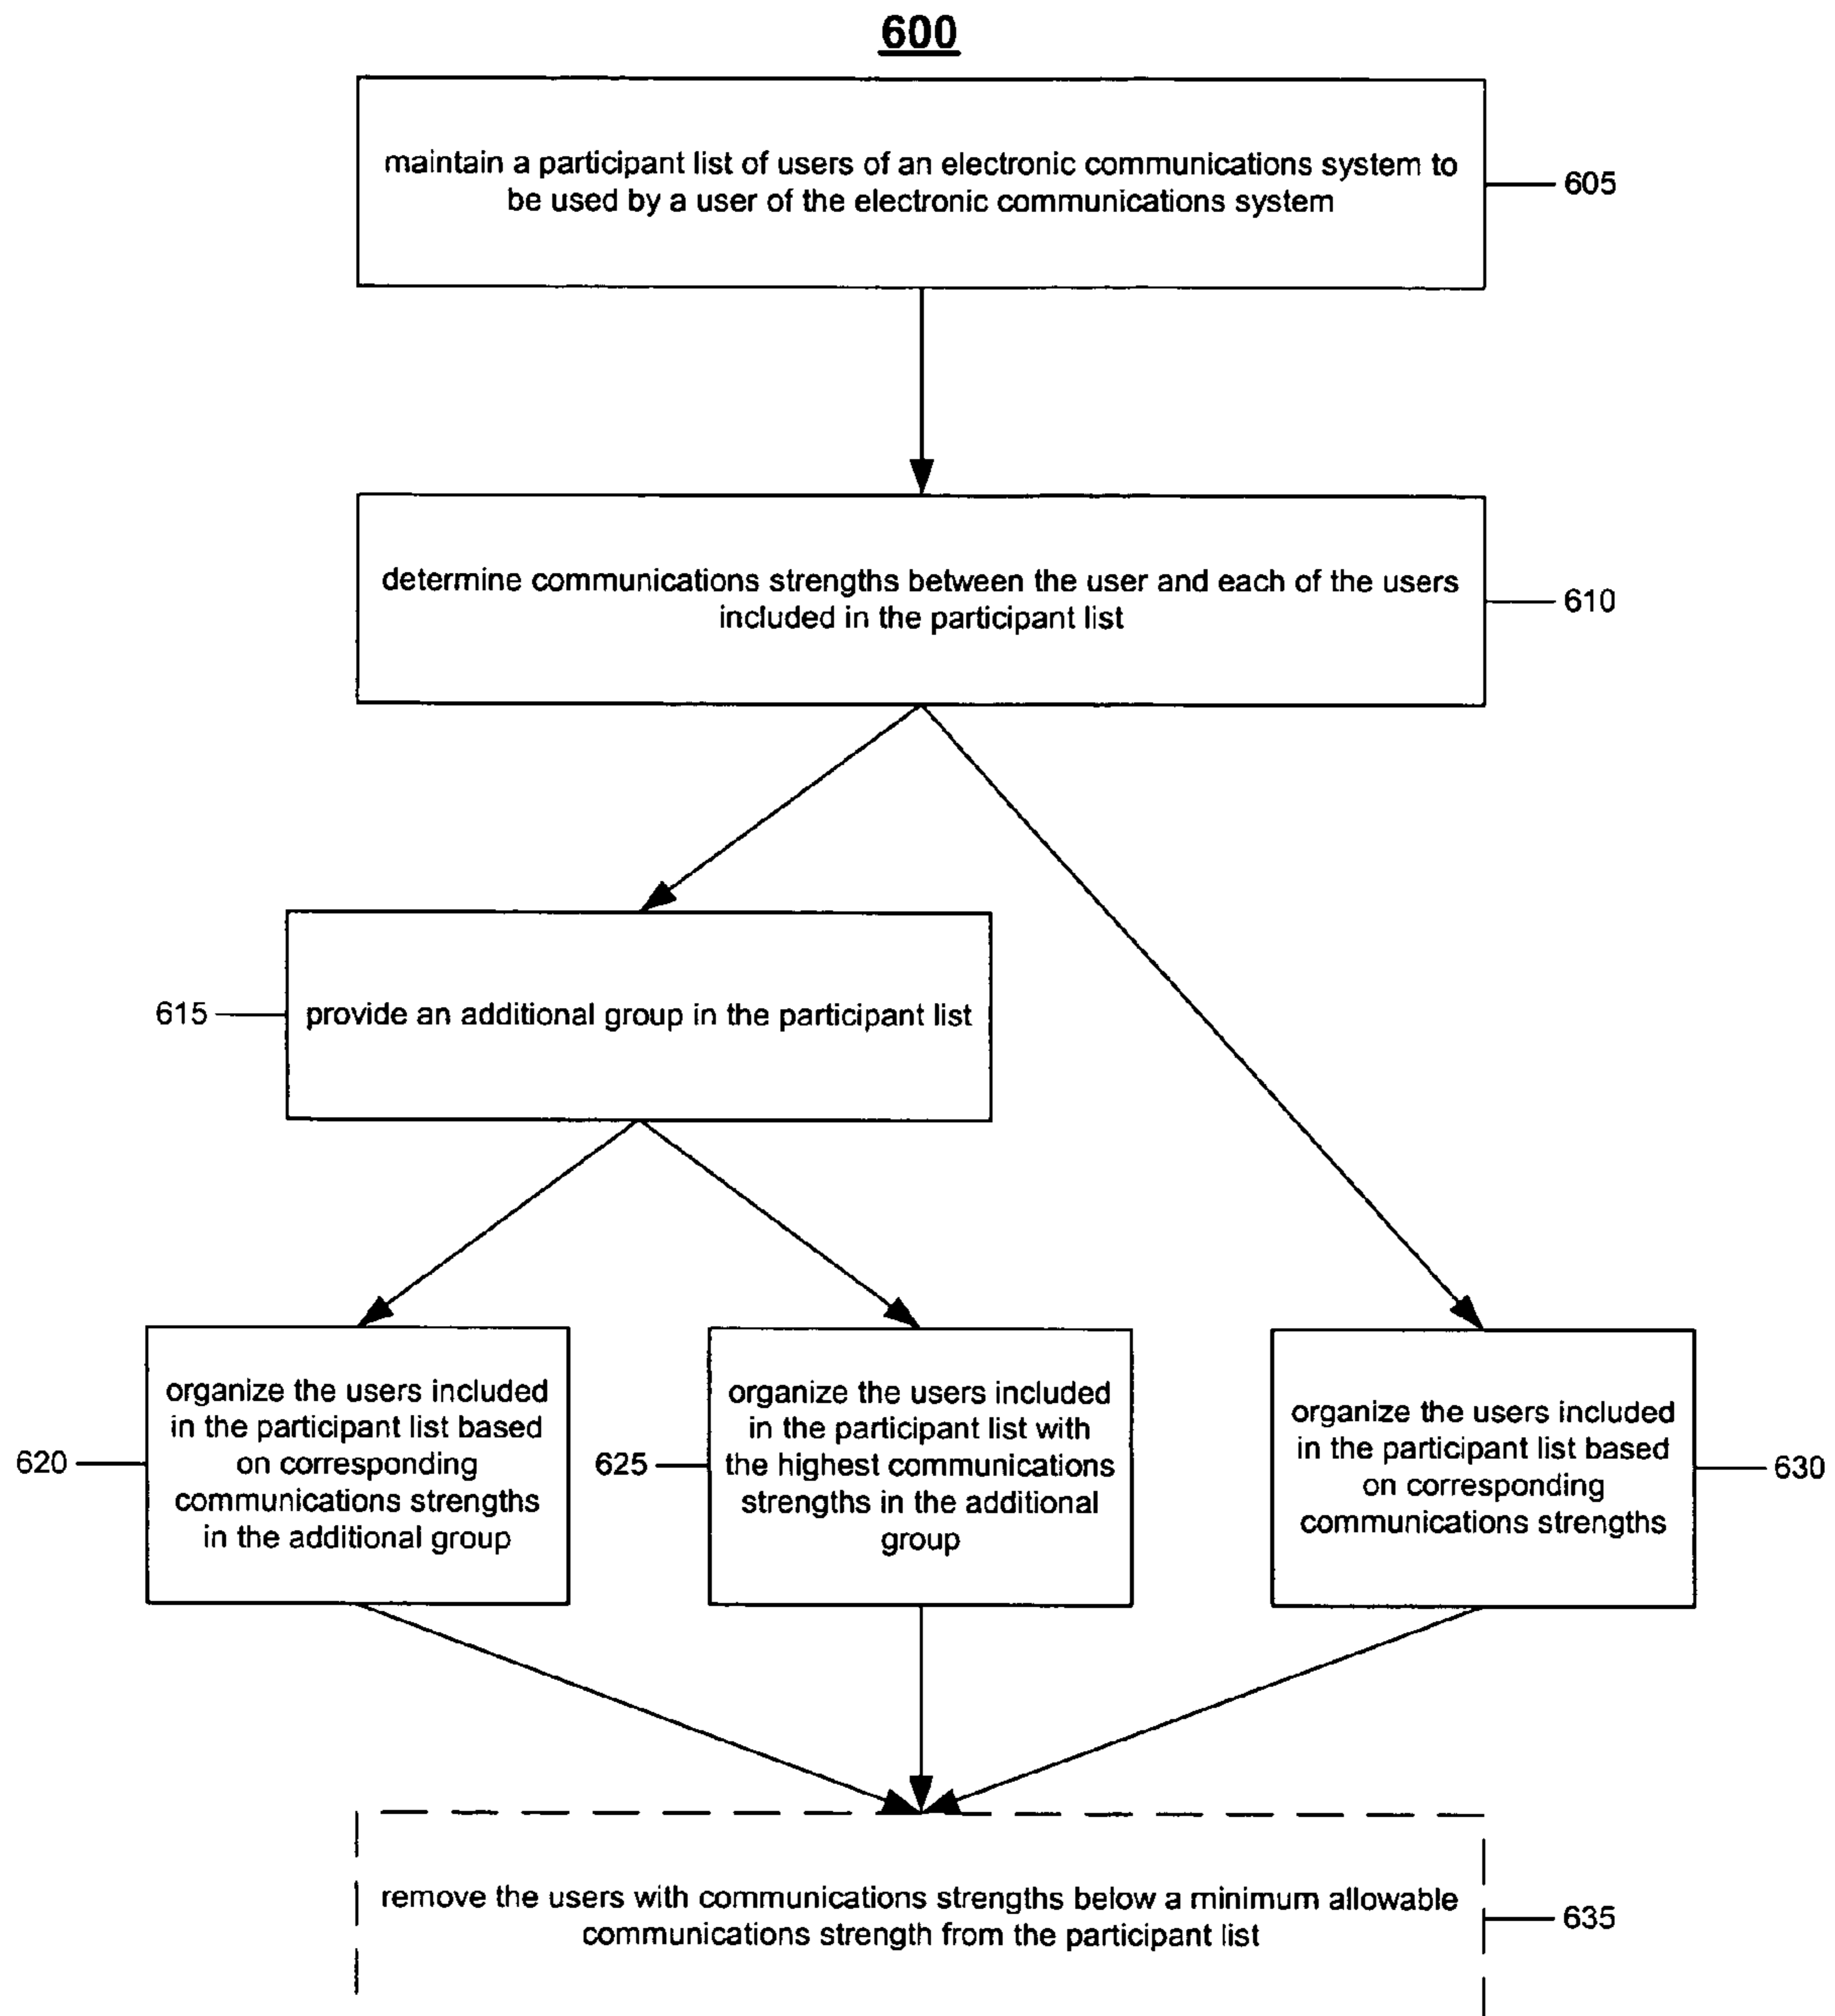 600
maintain a participant list of users of an electronic communications system to
be used by a user of the electronic communications system
605
determine communications strengths between the user and each of the users
included in the participant list
610
615
provide an additional group in the participant list
620
organize the users included
in the participant list based
on corresponding
communications strengths
in the additional group
625
organize the users included
in the participant list with
the highest communications
strengths in the additional
group
organize the users included
in the participant list based
on corresponding
communications strengths
630
remove the users with communications strengths below a minimum allowable
communications strength from the participant list
635